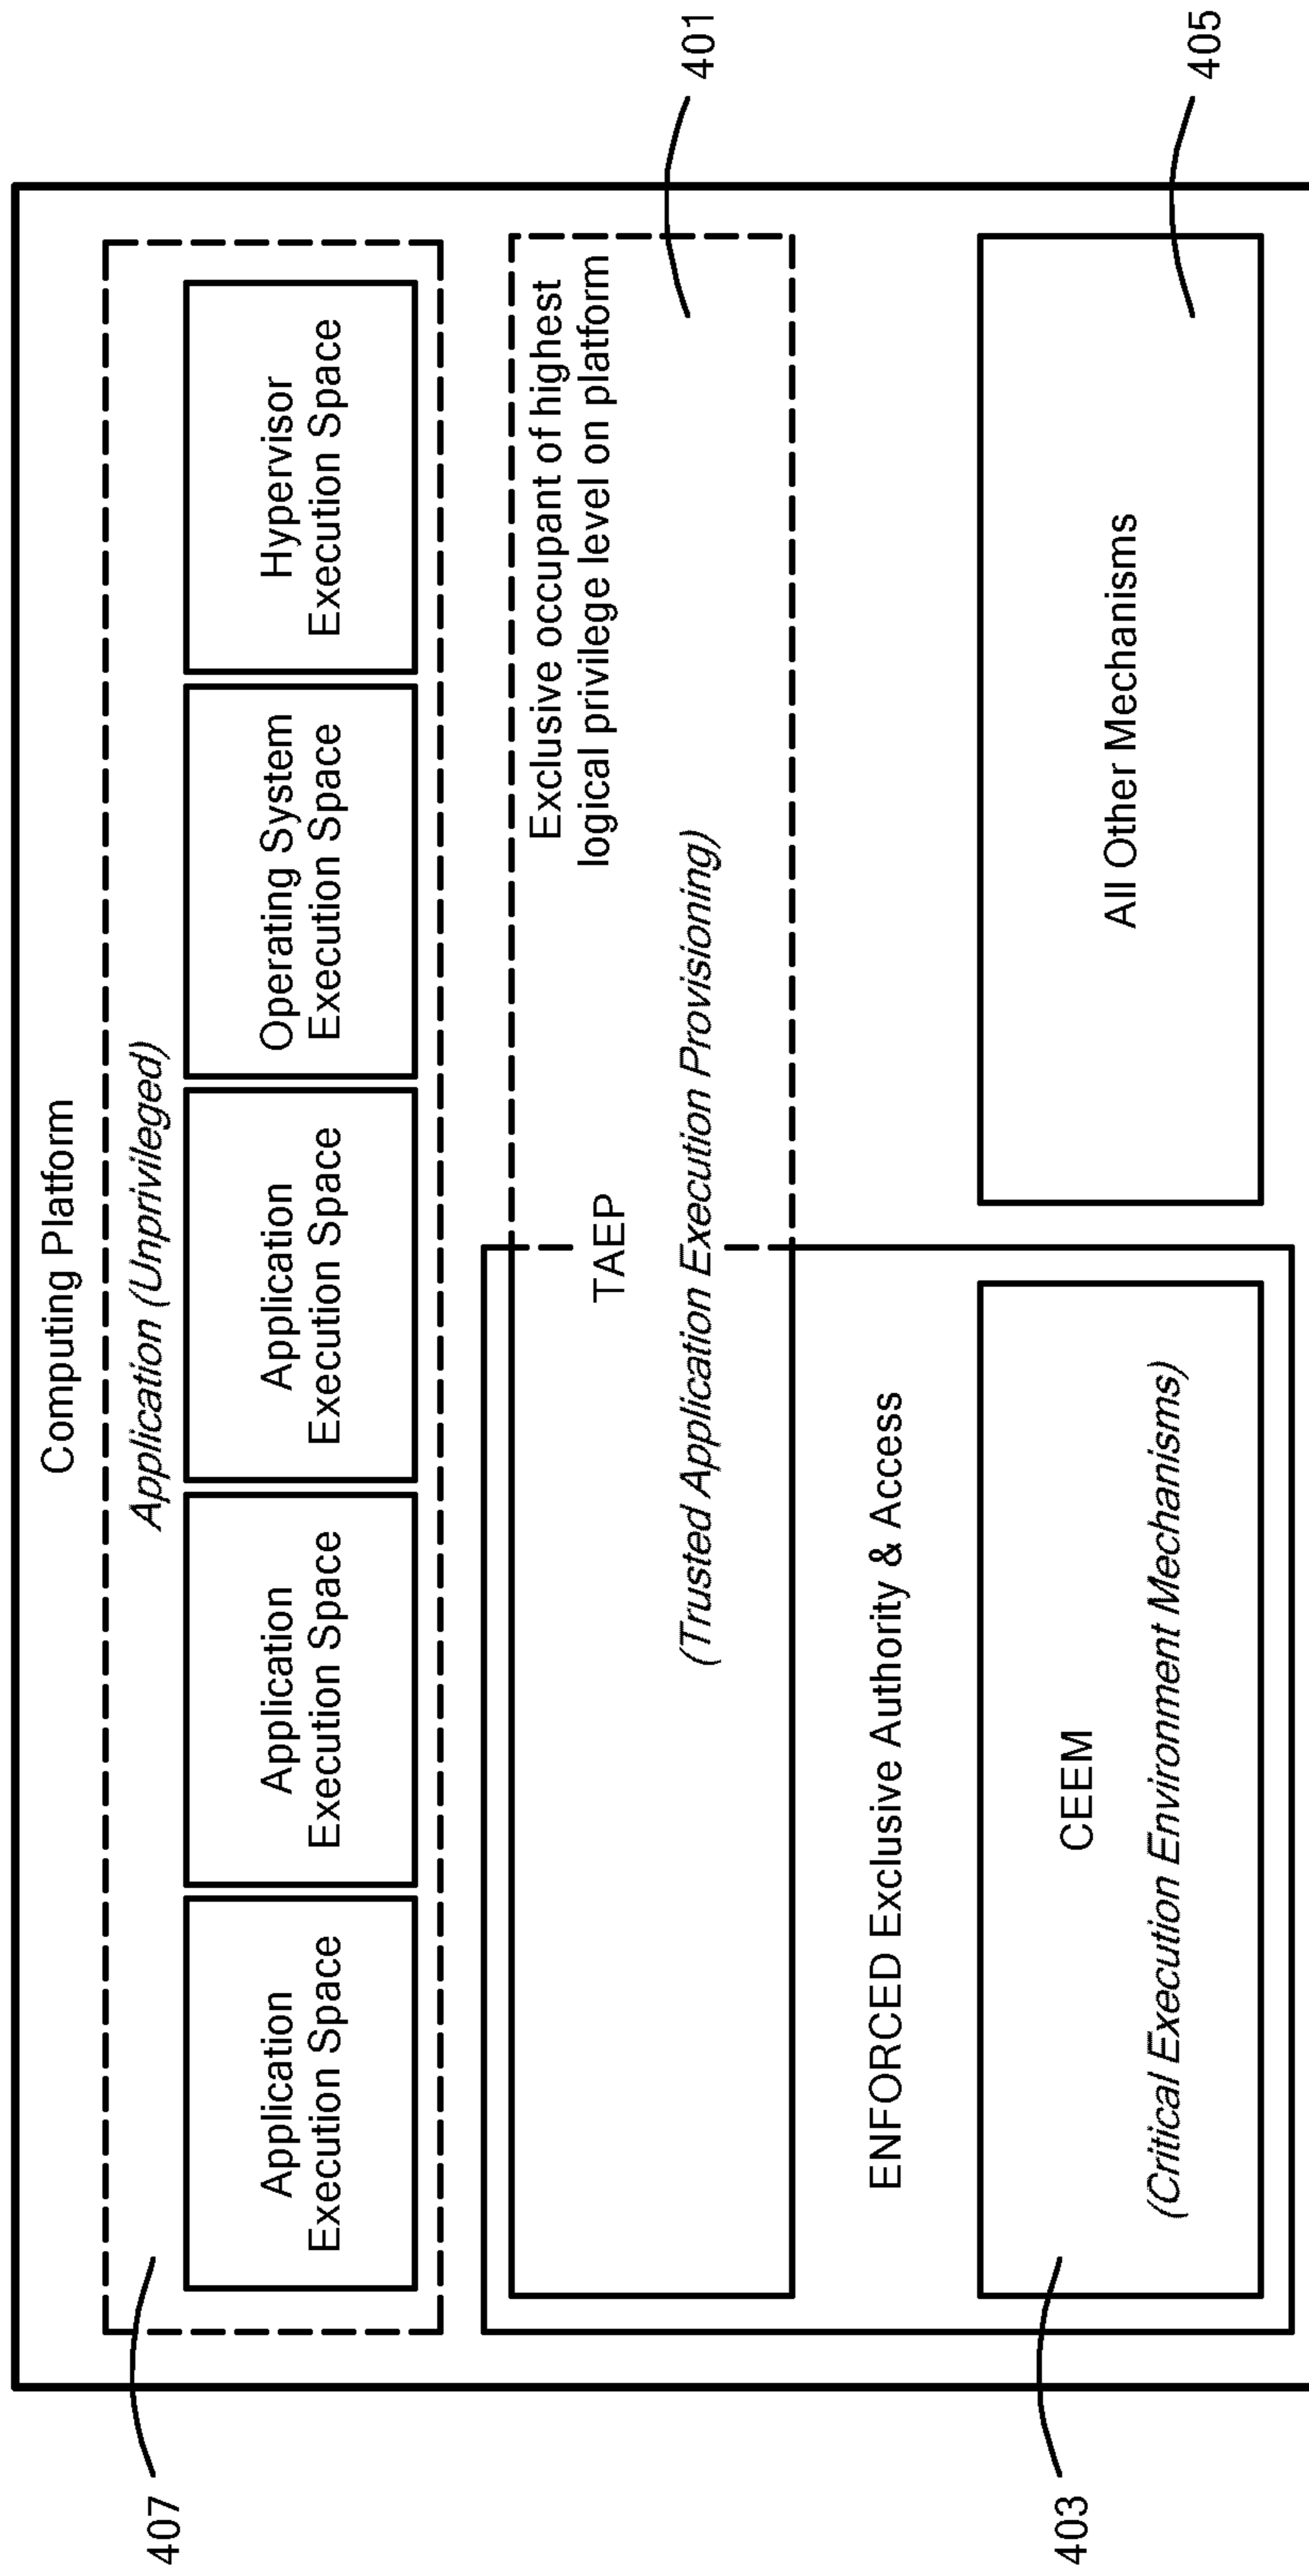 Computing Platform
407
Application (Unprivileged)
Application
Execution Space
Application
Execution Space
Application
Execution Space
Operating System
Execution Space
Hypervisor
Execution Space
Exclusive occupant of highest
logical privilege level on platform
401
TAEP
(Trusted Application Execution Provisioning)
ENFORCED Exclusive Authority & Access
403
CEEM
(Critical Execution Environment Mechanisms)
All Other Mechanisms
405